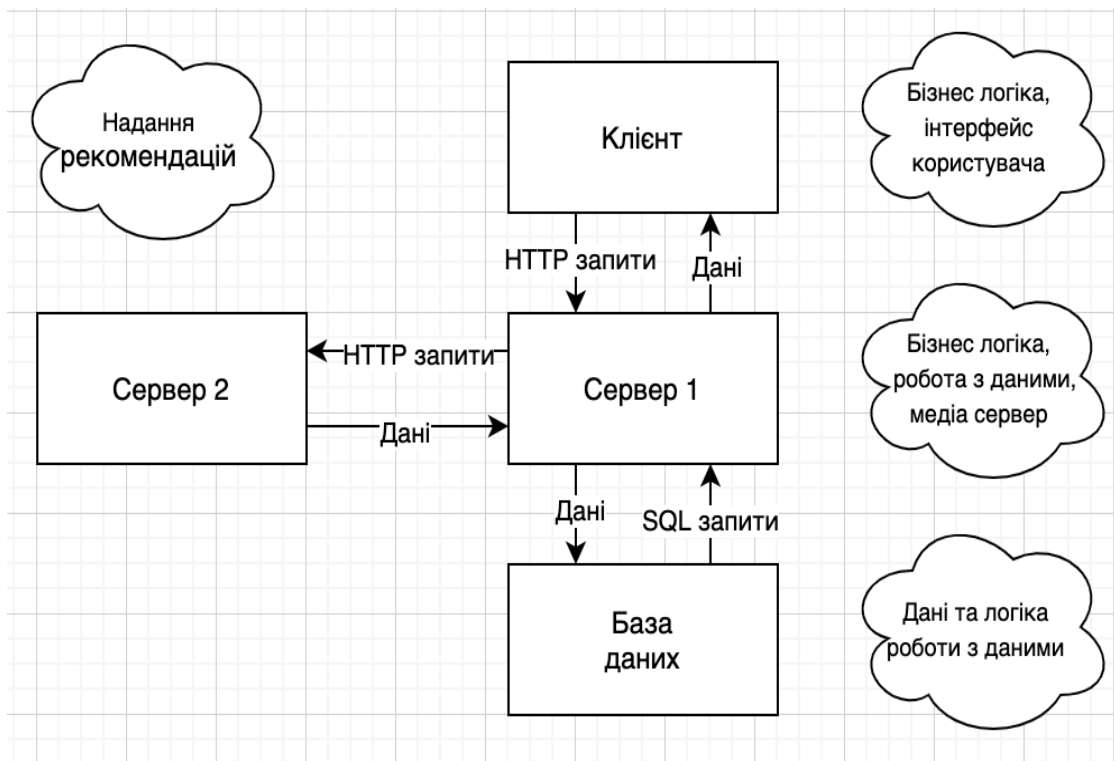 Надання
рекомендацій
Клієнт
Бізнес логіка,
інтерфейс
користувача
HTTP запити
Дані
Сервер 2
HTTP запити
Дані
Сервер 1
Бізнес логіка,
робота з даними,
медіа сервер
Дані
SQL запити
База
даних
Дані та логіка
роботи з даними